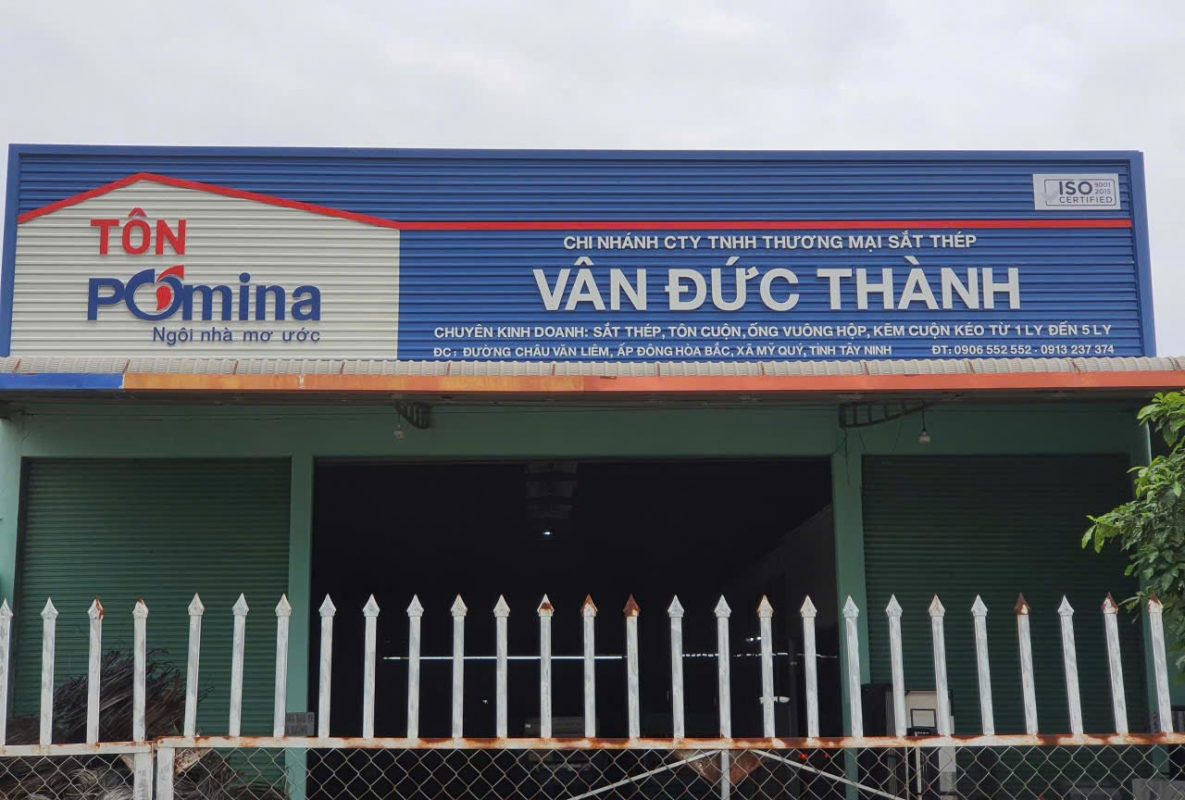 TÔN
POmina
Ngôi nhà mơ ước
ISO 9001 2015
CERTIFIED
CHI NHÁNH CTY TNHH THƯƠNG MẠI SẮT THÉP
VÂN ĐỨC THÀNH
CHUYÊN KINH DOANH: SẮT THÉP, TÔN CUỘN, ỐNG VUÔNG HỘP, KẼM CUỘN KÉO TỪ 1 LY ĐẾN 5 LY
ĐC: ĐƯỜNG CHÂU VĂN LIÊM, ẤP ĐÔNG HÒA BẮC, XÃ MỸ QUÝ, TỈNH TÂY NINH ĐT: 0906 552 552 - 0913 237 374